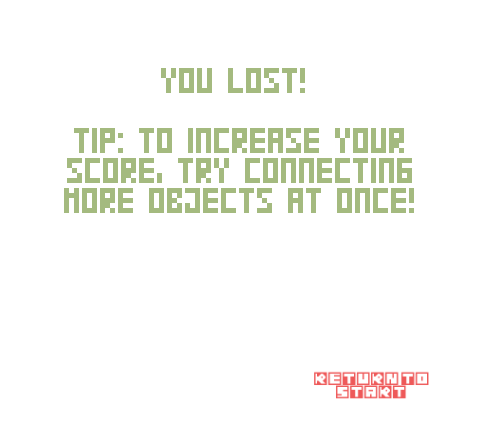 YOU LOST!
TIP: TO INCREASE YOUR
SCORE, TRY CONNECTING
MORE OBJECTS AT ONCE!
RETURN TO
START